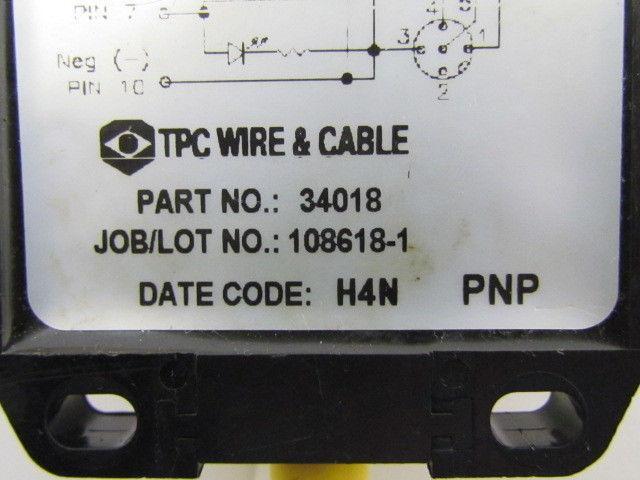 PIN 7
Neg (-)
PIN 10
3
1
2
TPC WIRE & CABLE
PART NO.: 34018
JOB/LOT NO.: 108618-1
DATE CODE: H4N PNP